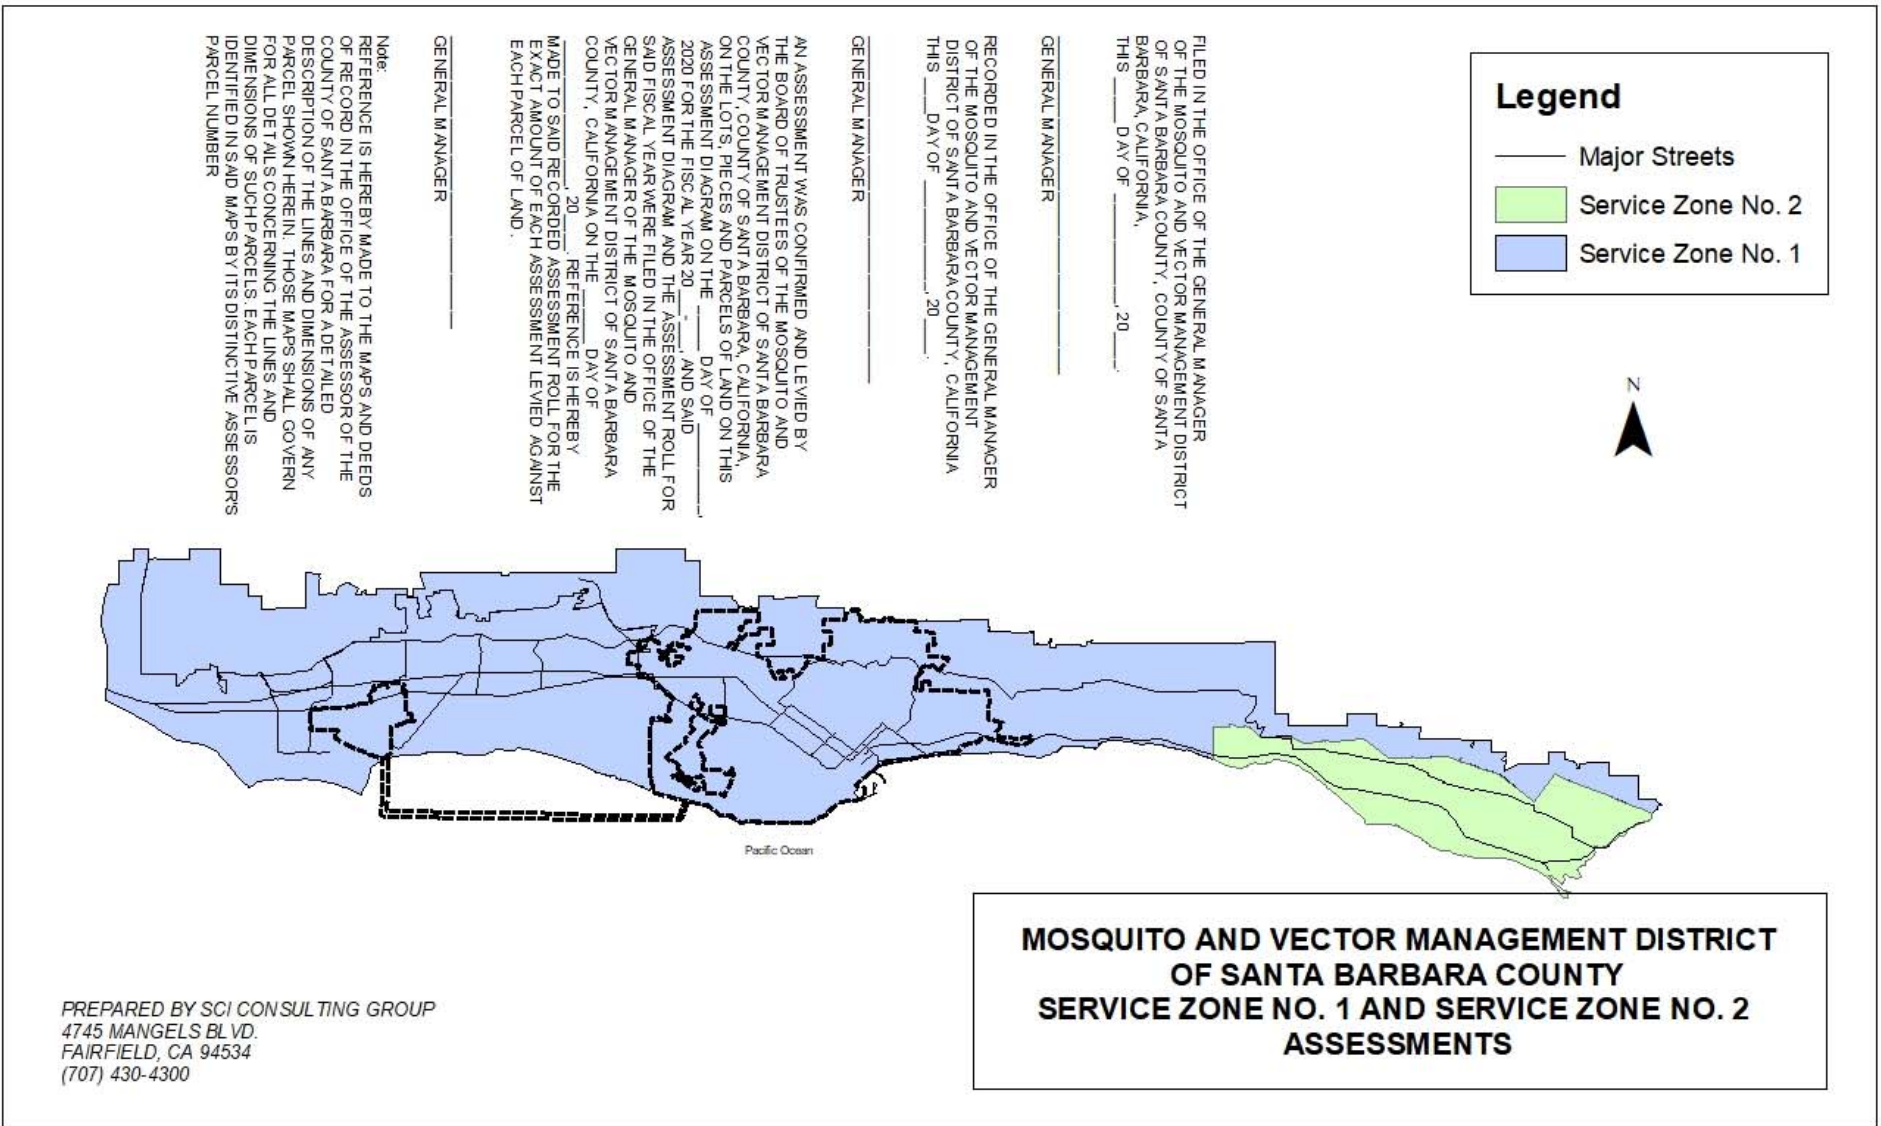 FILED IN THE OFFICE OF THE GENERAL MANAGER
OF THE MOSQUITO AND VECTOR MANAGEMENT DISTRICT
OF SANTA BARBARA COUNTY, COUNTY OF SANTA
BARBARA, CALIFORNIA,
THIS _____ DAY OF __________, 20____.
GENERAL MANAGER
RECORDED IN THE OFFICE OF THE GENERAL MANAGER
OF THE MOSQUITO AND VECTOR MANAGEMENT
DISTRICT OF SANTA BARBARA COUNTY, CALIFORNIA
THIS ____ DAY OF __________, 20____.
GENERAL MANAGER
AN ASSESSMENT WAS CONFIRMED AND LEVIED BY
THE BOARD OF TRUSTEES OF THE MOSQUITO AND
VECTOR MANAGEMENT DISTRICT OF SANTA BARBARA
COUNTY, COUNTY OF SANTA BARBARA, CALIFORNIA,
ON THE LOTS, PIECES AND PARCELS OF LAND ON THIS
ASSESSMENT DIAGRAM ON THE _____ DAY OF __________,
2020 FOR THE FISCAL YEAR 20____-____, AND SAID
ASSESSMENT DIAGRAM AND THE ASSESSMENT ROLL FOR
SAID FISCAL YEAR WERE FILED IN THE OFFICE OF THE
GENERAL MANAGER OF THE MOSQUITO AND
VECTOR MANAGEMENT DISTRICT OF SANTA BARBARA
COUNTY, CALIFORNIA ON THE ______ DAY OF
__________, 20____. REFERENCE IS HEREBY
MADE TO SAID RECORDED ASSESSMENT ROLL FOR THE
EXACT AMOUNT OF EACH ASSESSMENT LEVIED AGAINST
EACH PARCEL OF LAND.
GENERAL MANAGER
Note:
REFERENCE IS HEREBY MADE TO THE MAPS AND DEEDS
OF RECORD IN THE OFFICE OF THE ASSESSOR OF THE
COUNTY OF SANTA BARBARA FOR A DETAILED
DESCRIPTION OF THE LINES AND DIMENSIONS OF ANY
PARCEL SHOWN HEREIN. THOSE MAPS SHALL GOVERN
FOR ALL DETAILS CONCERNING THE LINES AND
DIMENSIONS OF SUCH PARCELS. EACH PARCEL IS
IDENTIFIED IN SAID MAPS BY ITS DISTINCTIVE ASSESSOR'S
PARCEL NUMBER
Legend
Major Streets
Service Zone No. 2
Service Zone No. 1
N
Pacific Ocean
MOSQUITO AND VECTOR MANAGEMENT DISTRICT
OF SANTA BARBARA COUNTY
SERVICE ZONE NO. 1 AND SERVICE ZONE NO. 2
ASSESSMENTS
PREPARED BY SCI CONSULTING GROUP
4745 MANGELS BLVD.
FAIRFIELD, CA 94534
(707) 430-4300